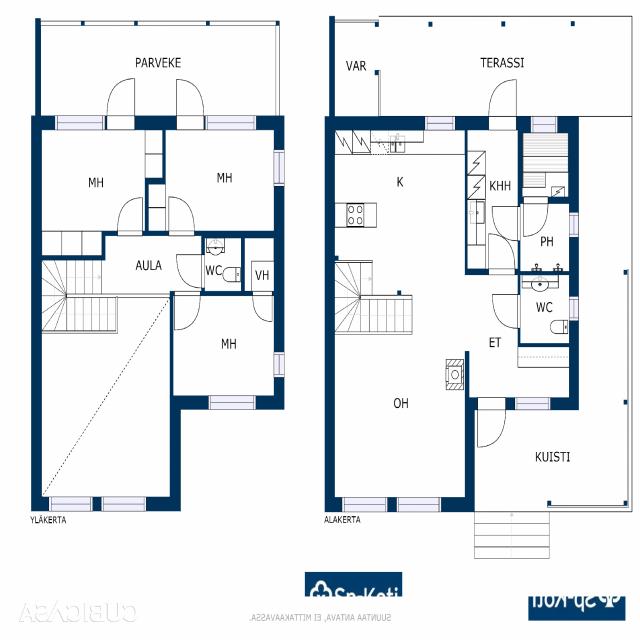 PARVEKE
VAR
TERASSI
MH
MH
K
KHH
PH
AULA
WC
VH
WC
MH
ET
OH
KUISTI
YLÄKERTA
ALAKERTA
Sp-Koti
Sp-Koti
CUBICASA
SUUNTAA ANTAVA, EI MITTAKAAVASSA.